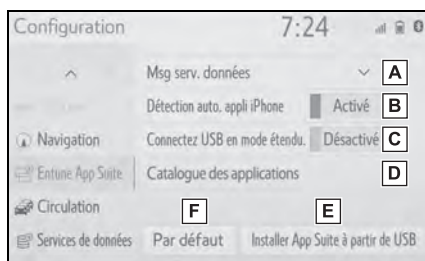 Configuration 7:24
Msg serv. données A
Détection auto. appli iPhone Activé B
Navigation Connectez USB en mode étendu. Désactivé C
Entune App Suite Catalogue des applications D
Circulation F E
Services de données Par défaut Installer App Suite à partir de USB